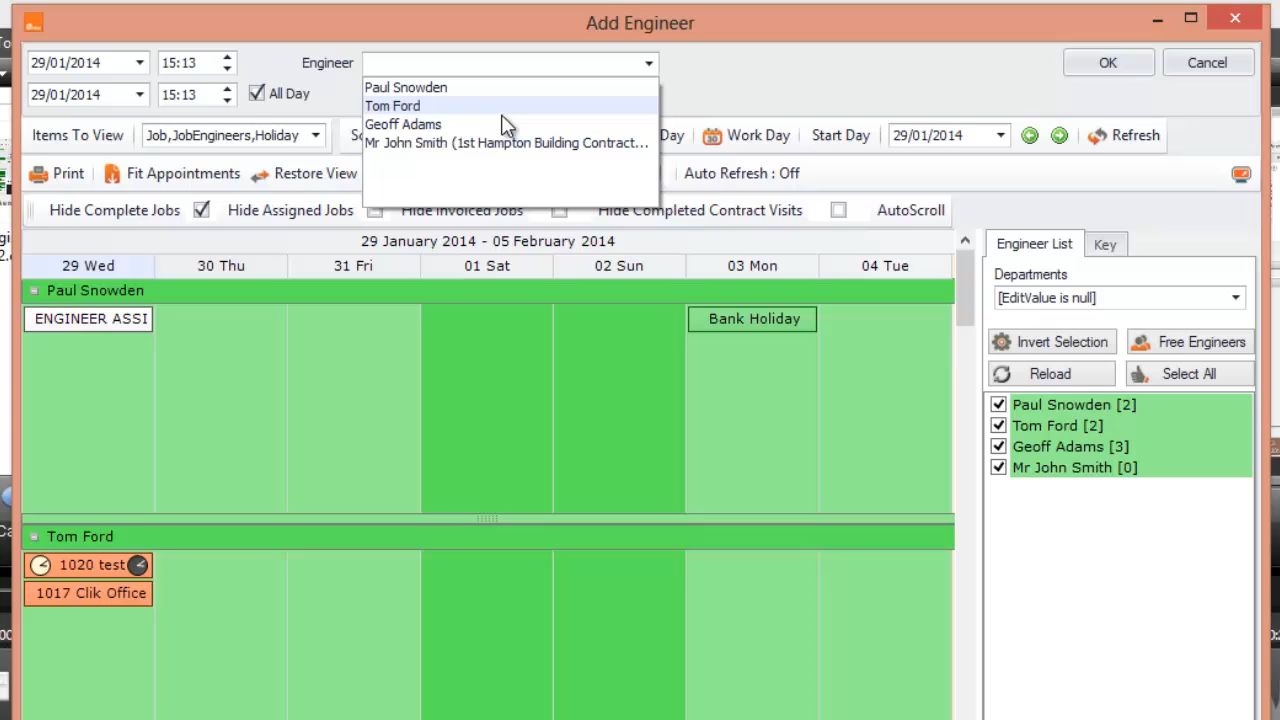 Add Engineer
29/01/2014 15:13 Engineer OK Cancel
29/01/2014 15:13 All Day
Paul Snowden
Tom Ford
Geoff Adams
Mr John Smith (1st Hampton Building Contract...
Items To View Job,JobEngineers,Holiday Day Work Day Start Day 29/01/2014 Refresh
Print Fit Appointments Restore View Auto Refresh : Off
Hide Complete Jobs Hide Assigned Jobs Hide Invoiced Jobs Hide Completed Contract Visits AutoScroll
29 January 2014 - 05 February 2014
29 Wed 30 Thu 31 Fri 01 Sat 02 Sun 03 Mon 04 Tue
Paul Snowden
ENGINEER ASSI Bank Holiday
Tom Ford
1020 test
1017 Clik Office
Engineer List Key
Departments
[EditValue is null]
Invert Selection Free Engineers
Reload Select All
Paul Snowden [2]
Tom Ford [2]
Geoff Adams [3]
Mr John Smith [0]